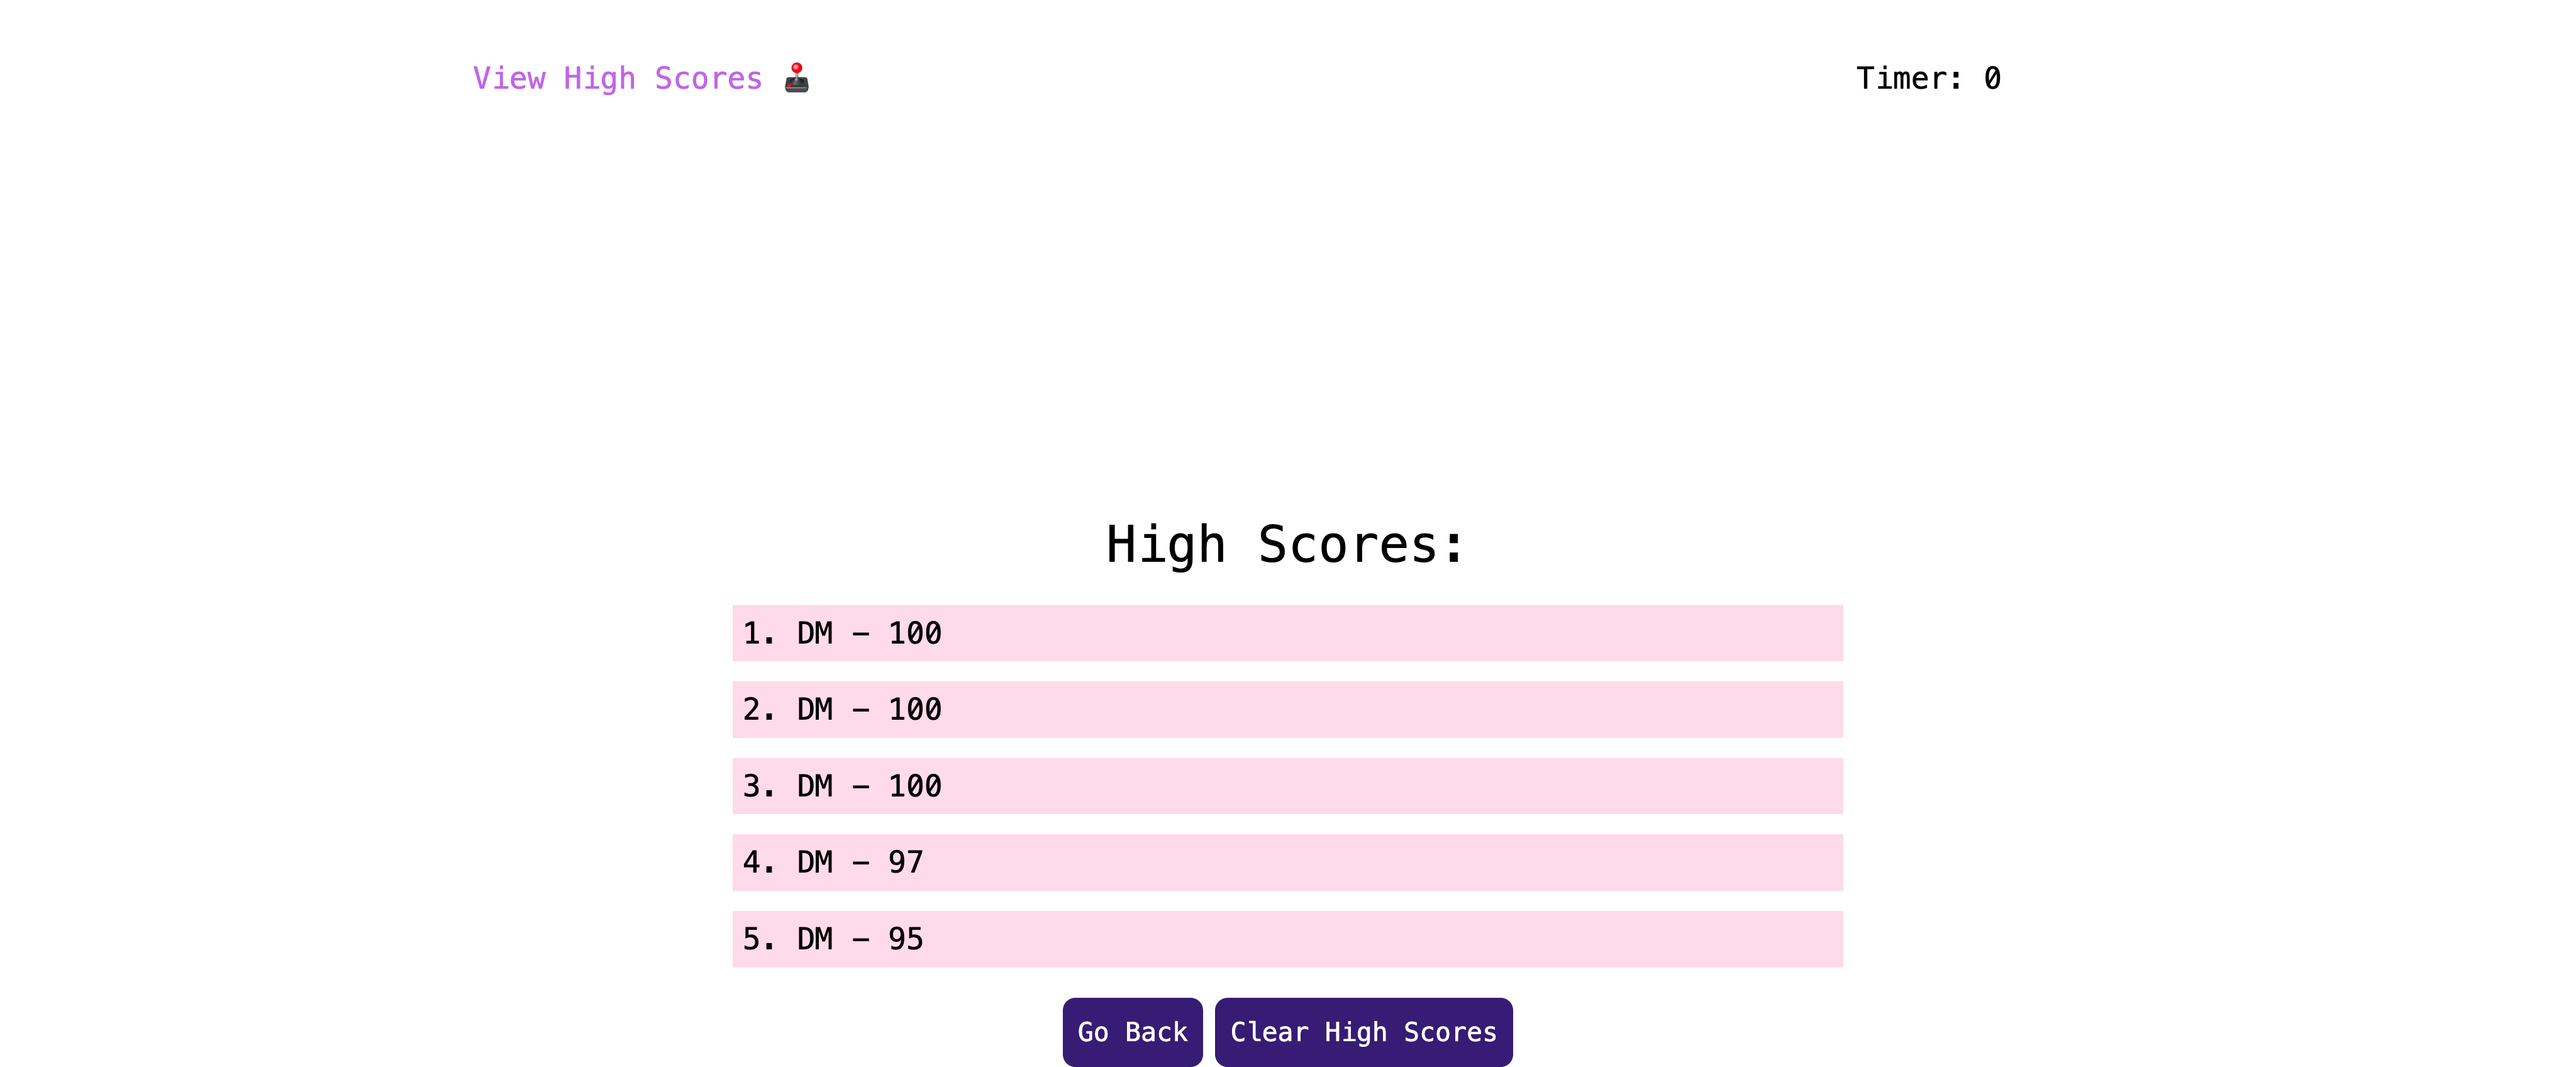 View High Scores 🕹️
Timer: 0
High Scores:
1. DM - 100
2. DM - 100
3. DM - 100
4. DM - 97
5. DM - 95
Go Back
Clear High Scores